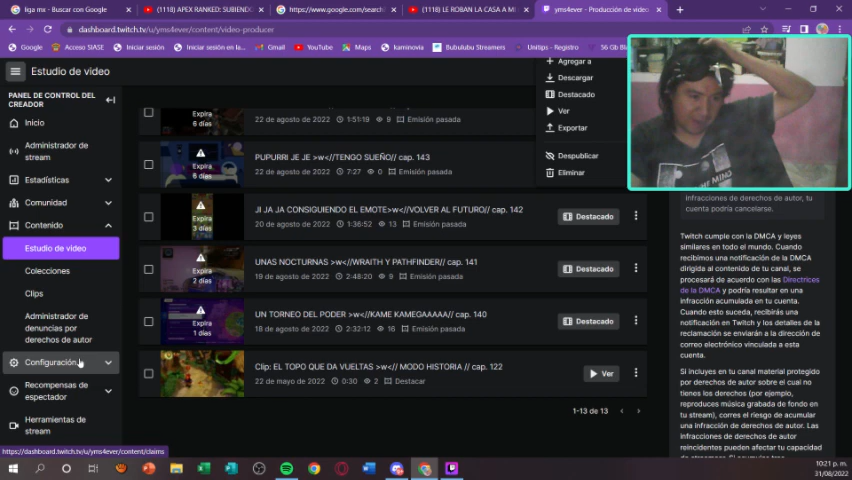 liga mx - Buscar con Google
(1118) APEX RANKED: SUBIENDO
https://www.google.com/search
(1118) LE ROBAN LA CASA A M
yms4ever - Producción de vídeo
dashboard.twitch.tv/u/yms4ever/content/video-producer
Google
Acceso SIASE
Iniciar sesión
Iniciar sesión en la...
Gmail
YouTube
Maps
kaminovia
Bubulubu Streamers
Unitips - Registro
56 Gb Blu
Estudio de video
PANEL DE CONTROL DEL
CREADOR
Inicio
Administrador de
stream
Estadísticas
Comunidad
Contenido
Estudio de video
Colecciones
Clips
Administrador de
denuncias por
derechos de autor
Configuración
Recompensas de
espectador
Herramientas de
stream
Expira
6 días
22 de agosto de 2022 1:51:19 9 Emisión pasada
Expira
6 días
PUPURRI JE JE >w<//TENGO SUEÑO// cap. 143
22 de agosto de 2022 7:27 0 Emisión pasada
Expira
3 días
JI JA JA CONSIGUIENDO EL EMOTE>w<//VOLVER AL FUTURO// cap. 142
22 de agosto de 2022 1:36:52 13 Emisión pasada
Destacado
Expira
2 días
UNAS NOCTURNAS >w<//WRAITH Y PATHFINDER// cap. 141
19 de agosto de 2022 2:48:20 9 Emisión pasada
Destacado
Expira
1 días
UN TORNEO DEL PODER >w<//KAME KAMEGAAAAA// cap. 140
18 de agosto de 2022 2:32:12 16 Emisión pasada
Destacado
Clip: EL TOPO QUE DA VUELTAS >w<// MODO HISTORIA // cap. 122
22 de mayo de 2022 0:30 2 Destacar
Ver
1-13 de 13
Agregar a
Descargar
Destacado
Ver
Exportar
Despublicar
Eliminar
infracciones de derechos de autor, tu
cuenta podría cancelarse.
Twitch cumple con la DMCA y leyes
similares en todo el mundo. Cuando
recibimos una notificación de la DMCA
dirigida al contenido de tu canal, se
procesará de acuerdo con las Directrices
de la DMCA y podría resultar en una
infracción acumulada en tu cuenta.
Cuando esto suceda, recibirás una
notificación en Twitch y los detalles de la
reclamación se enviarán a la dirección de
correo electrónico vinculada a esta
cuenta.
Si incluyes en tu canal material protegido
por derechos de autor sobre el cual no
tienes los derechos (por ejemplo,
reproduces música grabada de fondo en
tu stream), corres el riesgo de acumular
una infracción de derechos de autor. Las
infracciones de derechos de autor
reincidentes pueden afectar tu capacidad
https://dashboard.twitch.tv/u/yms4ever/content/claims
10:21 p. m.
31/08/2022